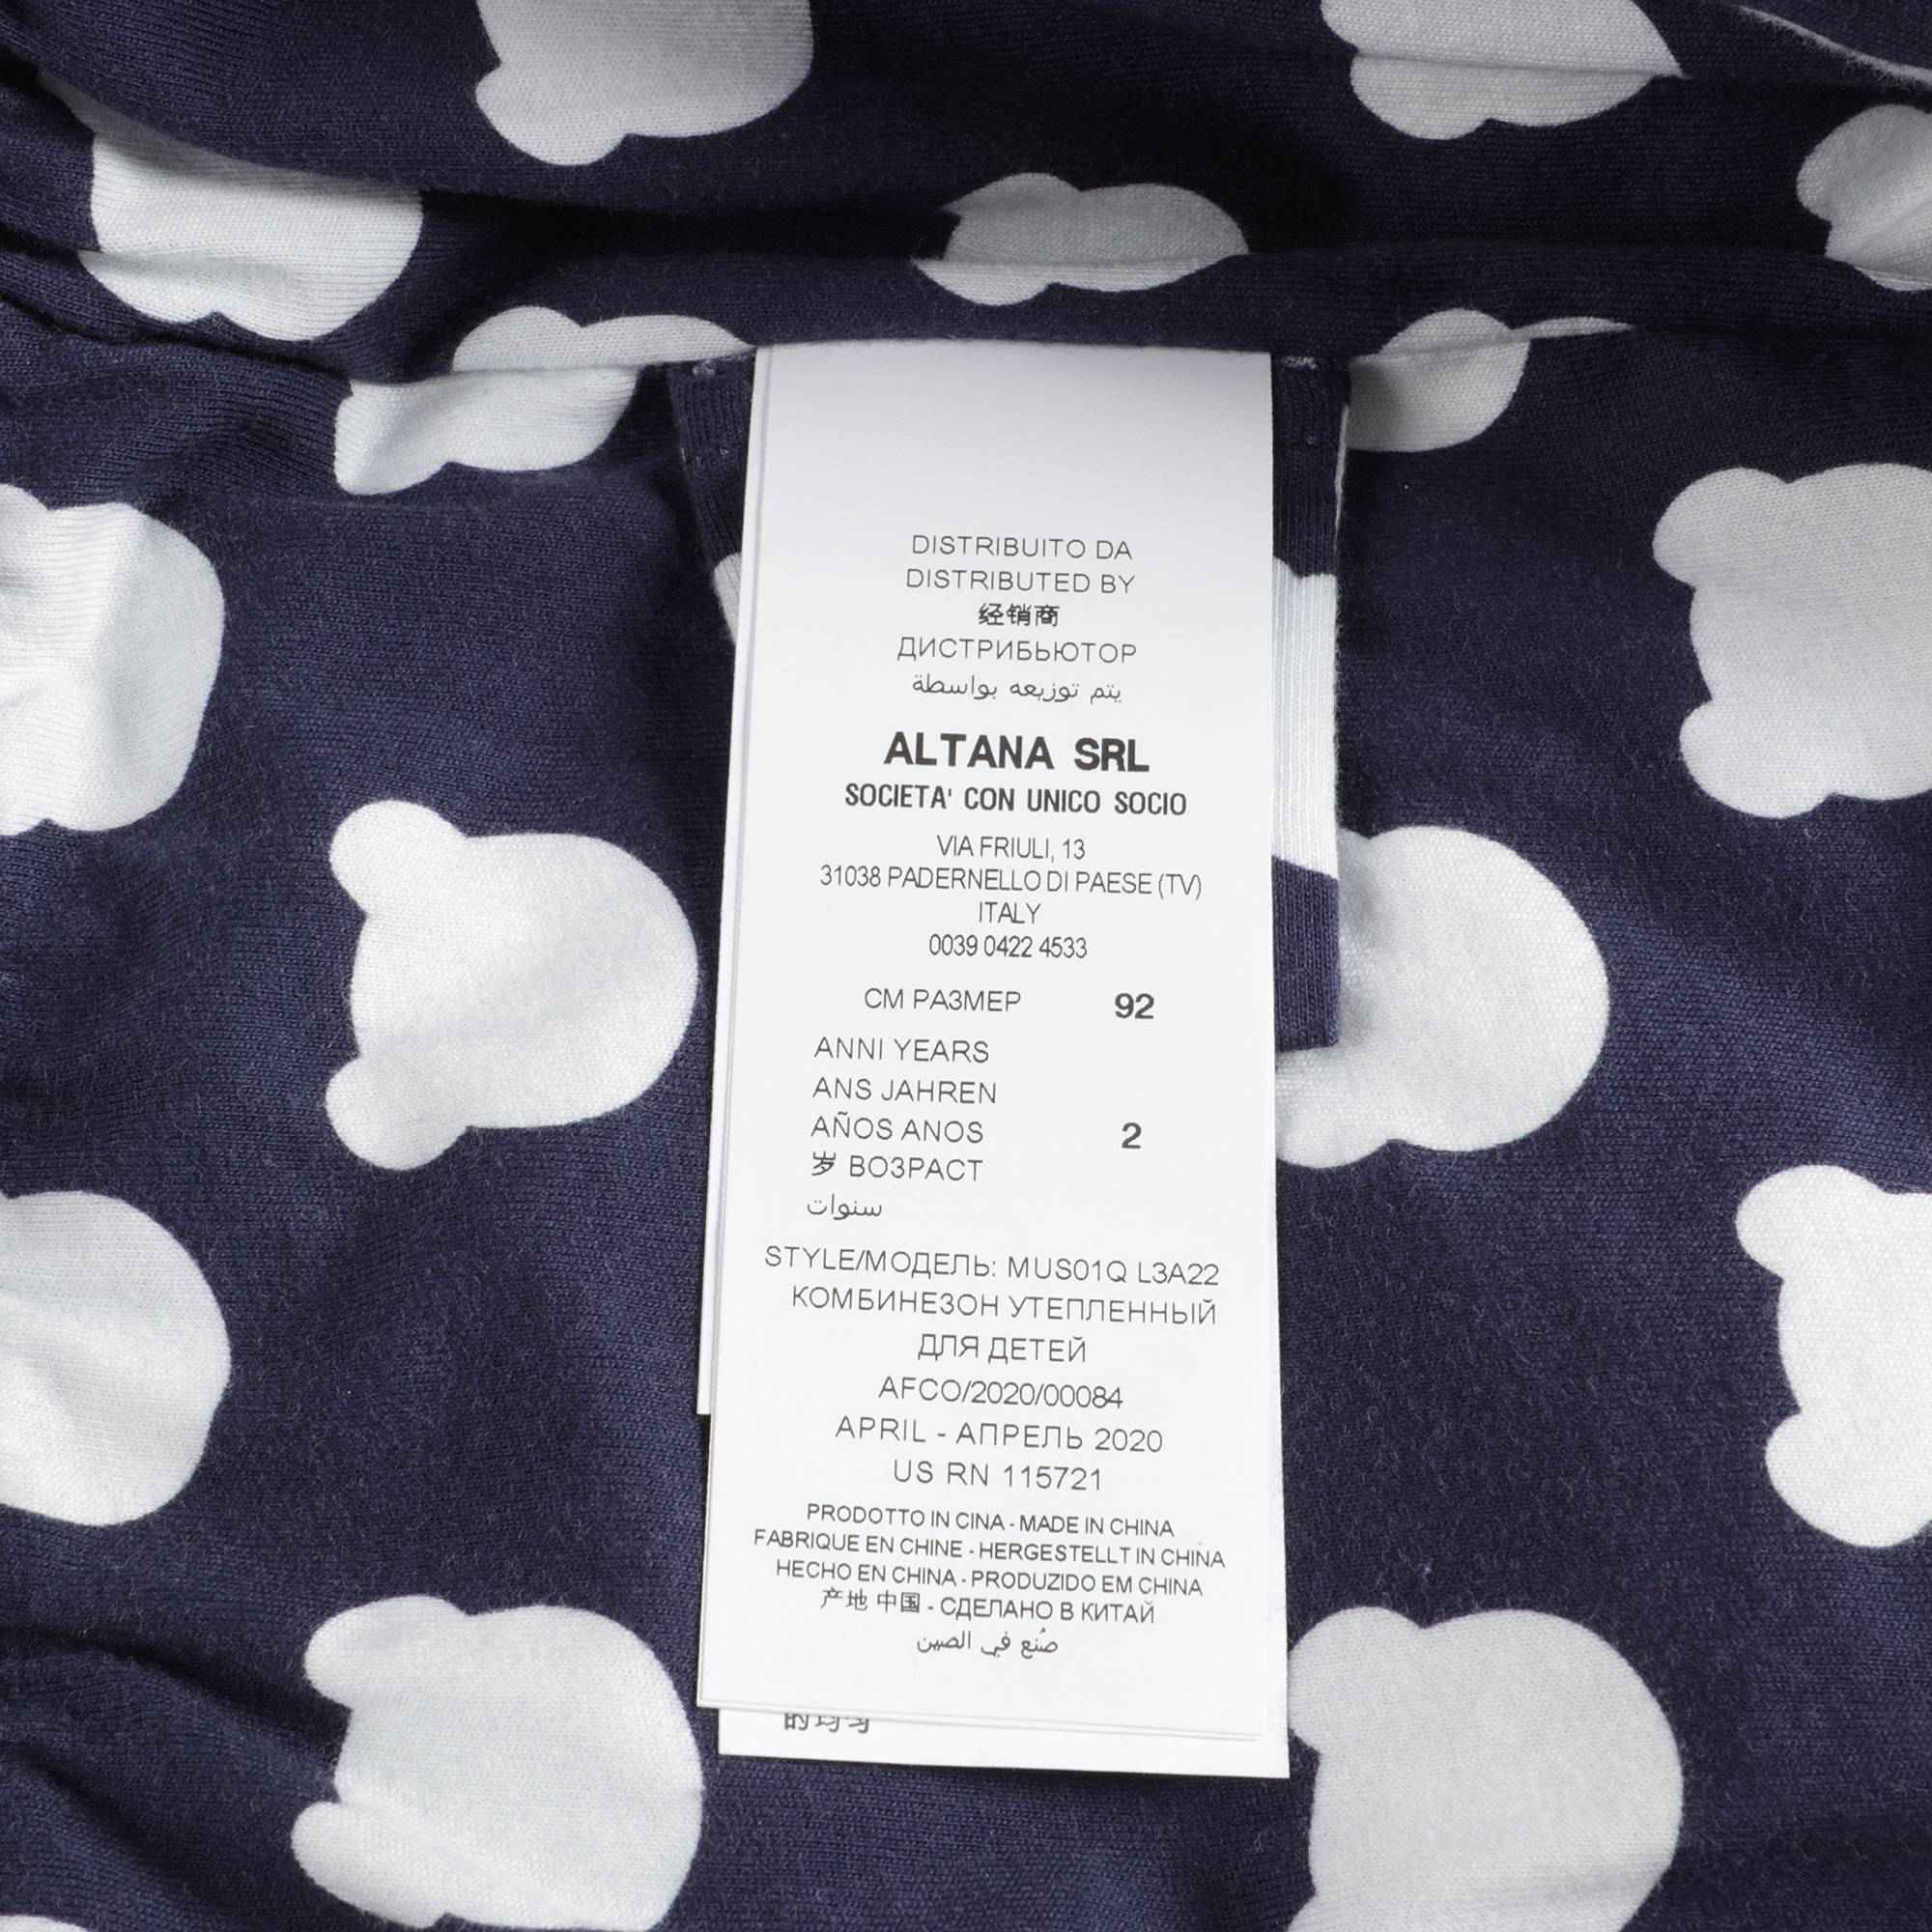 DISTRIBUITO DA
DISTRIBUTED BY
经销商
ДИСТРИБЬЮТОР
يتم توزيعه بواسطة
ALTANA SRL
SOCIETA' CON UNICO SOCIO
VIA FRIULI, 13
31038 PADERNELLO DI PAESE (TV)
ITALY
0039 0422 4533
СМ РАЗМЕР 92
ANNI YEARS
ANS JAHREN
AÑOS ANOS 2
岁 ВОЗРАСТ
سنوات
STYLE/МОДЕЛЬ: MUS01Q L3A22
КОМБИНЕЗОН УТЕПЛЕННЫЙ
ДЛЯ ДЕТЕЙ
AFCO/2020/00084
APRIL - АПРЕЛЬ 2020
US RN 115721
PRODOTTO IN CINA - MADE IN CHINA
FABRIQUE EN CHINE - HERGESTELLT IN CHINA
HECHO EN CHINA - PRODUZIDO EM CHINA
产地 中国 - СДЕЛАНО В КИТАЙ
صُنع في الصين